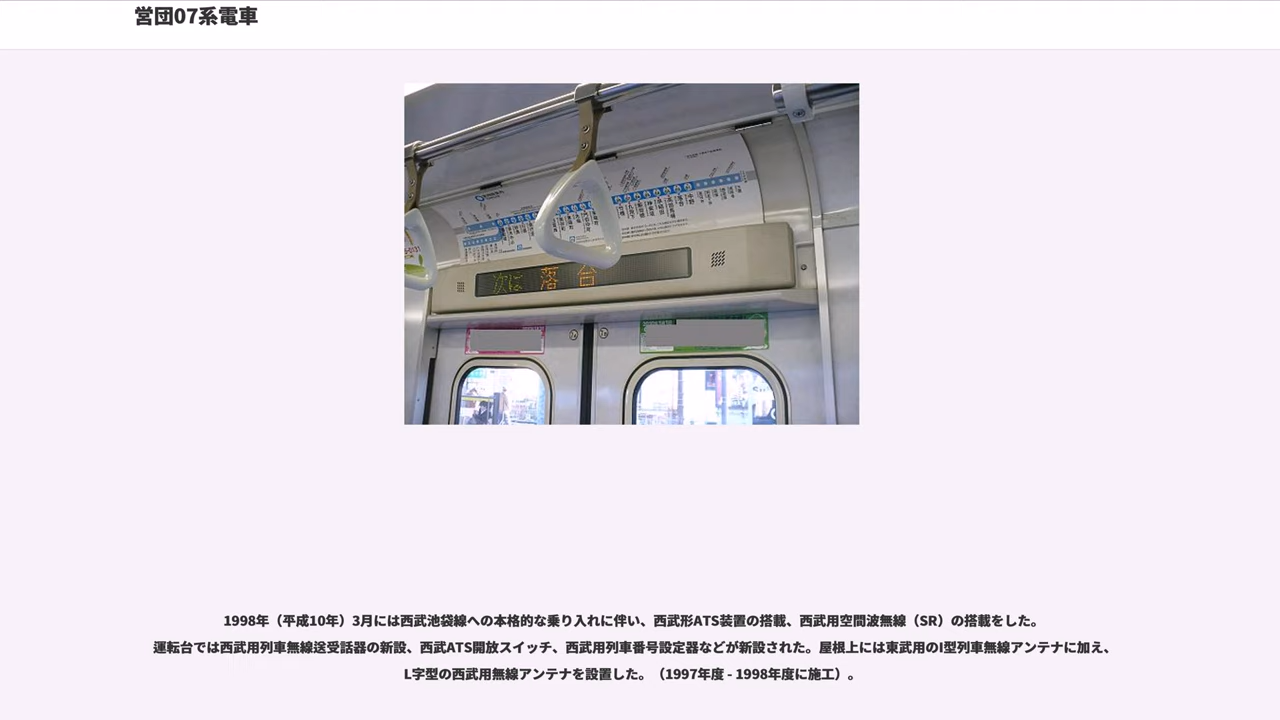 営団07系電車
次は 落合
1998年（平成10年）3月には西武池袋線への本格的な乗り入れに伴い、西武形ATS装置の搭載、西武用空間波無線（SR）の搭載をした。
運転台では西武用列車無線送受話器の新設、西武ATS開放スイッチ、西武用列車番号設定器などが新設された。屋根上には東武用のI型列車無線アンテナに加え、
L字型の西武用無線アンテナを設置した。（1997年度 - 1998年度に施工）。